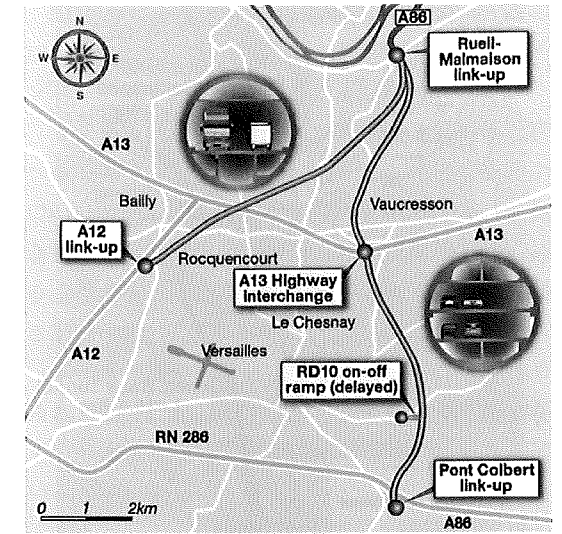 A86
N
W
E
S
Rueil-
Malmaison
link-up
A13
Bailly
Vaucresson
A12
link-up
Rocquencourt
A13
A13 Highway
Interchange
Le Chesnay
A12
Versailles
RD10 on-off
ramp (delayed)
RN 286
Pont Colbert
link-up
0 1 2km
A86